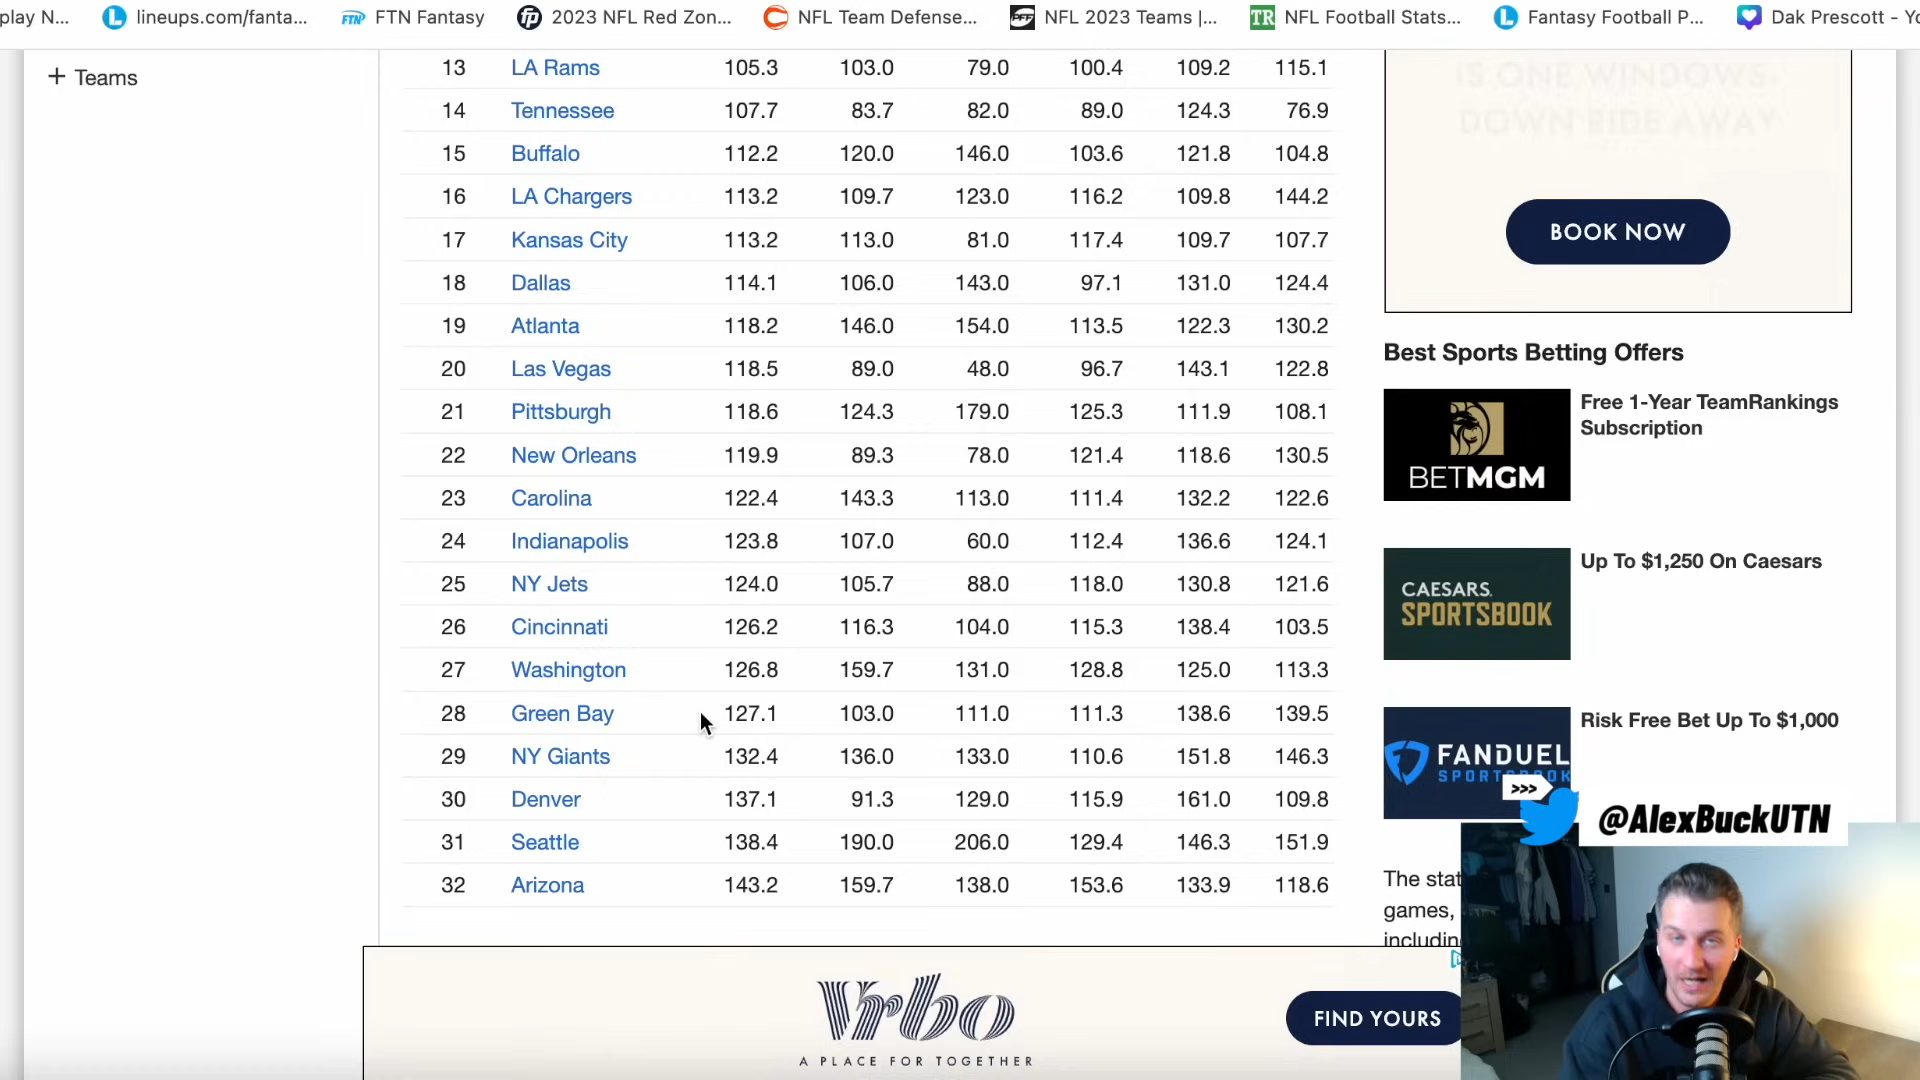 play N...
lineups.com/fanta...
FTN FTN Fantasy
fp 2023 NFL Red Zon...
NFL Team Defense...
PFF NFL 2023 Teams |...
TR NFL Football Stats...
L Fantasy Football P...
Dak Prescott - Yo
+ Teams
13 LA Rams 105.3 103.0 79.0 100.4 109.2 115.1
14 Tennessee 107.7 83.7 82.0 89.0 124.3 76.9
15 Buffalo 112.2 120.0 146.0 103.6 121.8 104.8
16 LA Chargers 113.2 109.7 123.0 116.2 109.8 144.2
17 Kansas City 113.2 113.0 81.0 117.4 109.7 107.7
18 Dallas 114.1 106.0 143.0 97.1 131.0 124.4
19 Atlanta 118.2 146.0 154.0 113.5 122.3 130.2
20 Las Vegas 118.5 89.0 48.0 96.7 143.1 122.8
21 Pittsburgh 118.6 124.3 179.0 125.3 111.9 108.1
22 New Orleans 119.9 89.3 78.0 121.4 118.6 130.5
23 Carolina 122.4 143.3 113.0 111.4 132.2 122.6
24 Indianapolis 123.8 107.0 60.0 112.4 136.6 124.1
25 NY Jets 124.0 105.7 88.0 118.0 130.8 121.6
26 Cincinnati 126.2 116.3 104.0 115.3 138.4 103.5
27 Washington 126.8 159.7 131.0 128.8 125.0 113.3
28 Green Bay 127.1 103.0 111.0 111.3 138.6 139.5
29 NY Giants 132.4 136.0 133.0 110.6 151.8 146.3
30 Denver 137.1 91.3 129.0 115.9 161.0 109.8
31 Seattle 138.4 190.0 206.0 129.4 146.3 151.9
32 Arizona 143.2 159.7 138.0 153.6 133.9 118.6
IS ONE WINDOWS-
DOWN RIDE AWAY
BOOK NOW
Best Sports Betting Offers
BETMGM
Free 1-Year TeamRankings
Subscription
CAESARS
SPORTSBOOK
Up To $1,250 On Caesars
FANDUEL
SPORTSBOOK
Risk Free Bet Up To $1,000
>>>
@AlexBuckUTN
The stat
games,
includin
Vrbo
A PLACE FOR TOGETHER
FIND YOURS